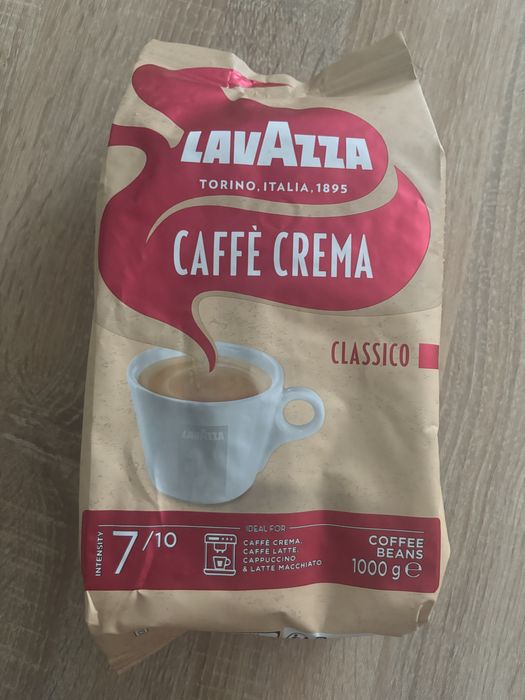 LAVAZZA
TORINO, ITALIA, 1895
CAFFÈ CREMA
CLASSICO
LAVAZZA
INTENSITY
7/10
IDEAL FOR
CAFFÈ CREMA,
CAFFÈ LATTE,
CAPPUCCINO
& LATTE MACCHIATO
COFFEE
BEANS
1000 g ℮